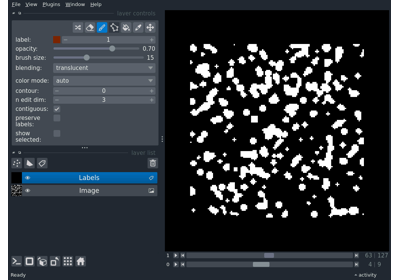 File View Plugins Window Help
layer controls
label: 1
opacity: 0.70
brush size: 15
blending: translucent
color mode: auto
contour: 0
n edit dim: 3
contiguous:
preserve
labels:
show
selected:
layer list
Labels
Image
1 63 127
0 4 9
Ready activity